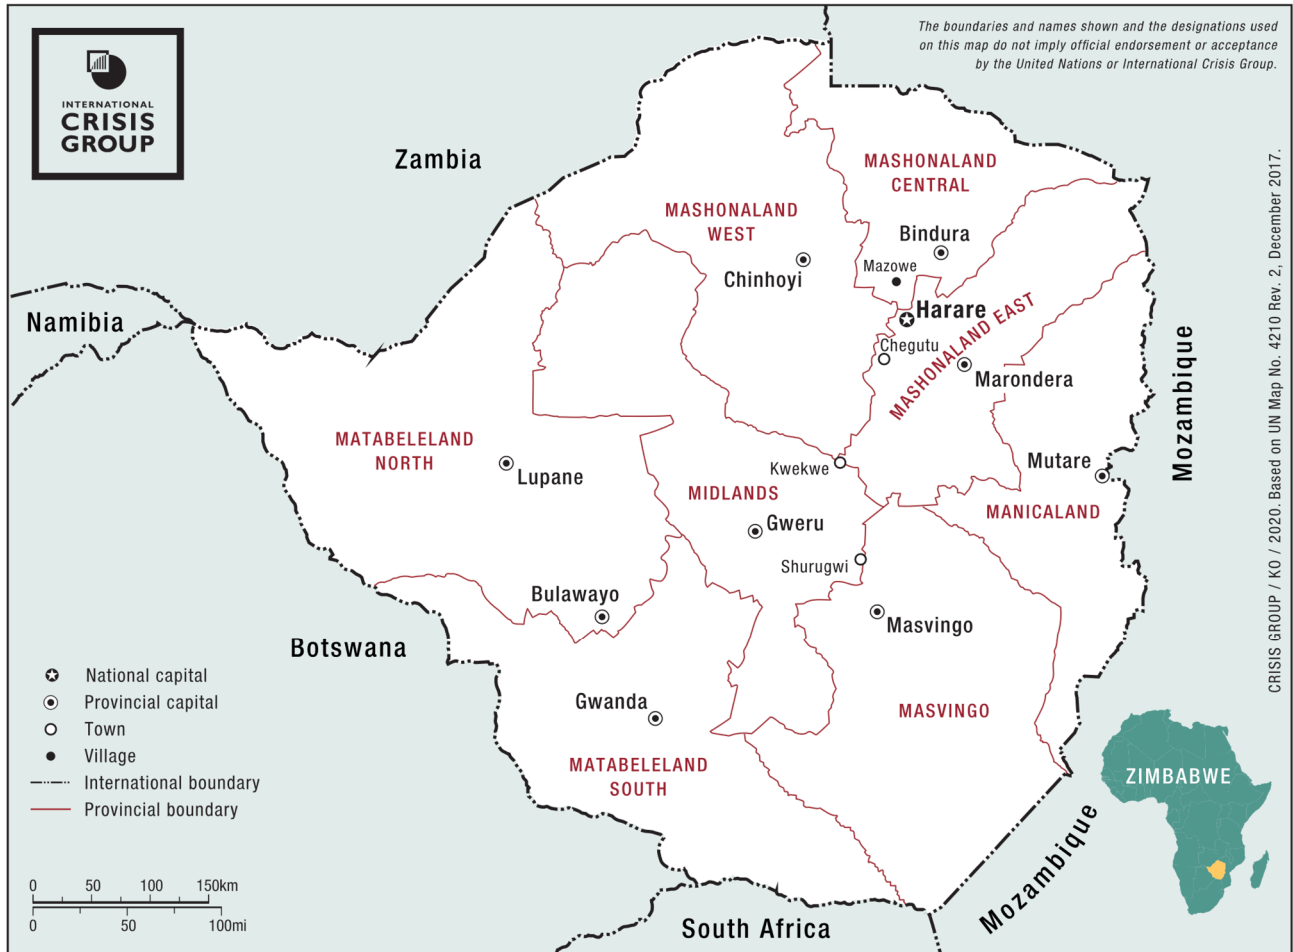 INTERNATIONAL
CRISIS
GROUP
The boundaries and names shown and the designations used
on this map do not imply official endorsement or acceptance
by the United Nations or International Crisis Group.
Zambia
MASHONALAND
CENTRAL
MASHONALAND
WEST
Bindura
Mazowe
Chinhoyi
Harare
Namibia
Chegutu
MASHONALAND EAST
Marondera
Mozambique
MATABELELAND
NORTH
Lupane
Kwekwe
Mutare
MIDLANDS
MANICALAND
Gweru
Shurugwi
Bulawayo
Masvingo
Botswana
Gwanda
MASVINGO
MATABELELAND
SOUTH
National capital
Provincial capital
Town
Village
International boundary
Provincial boundary
0 50 100 150km
0 50 100mi
South Africa
Mozambique
ZIMBABWE
CRISIS GROUP / KO / 2020. Based on UN Map No. 4210 Rev. 2, December 2017.